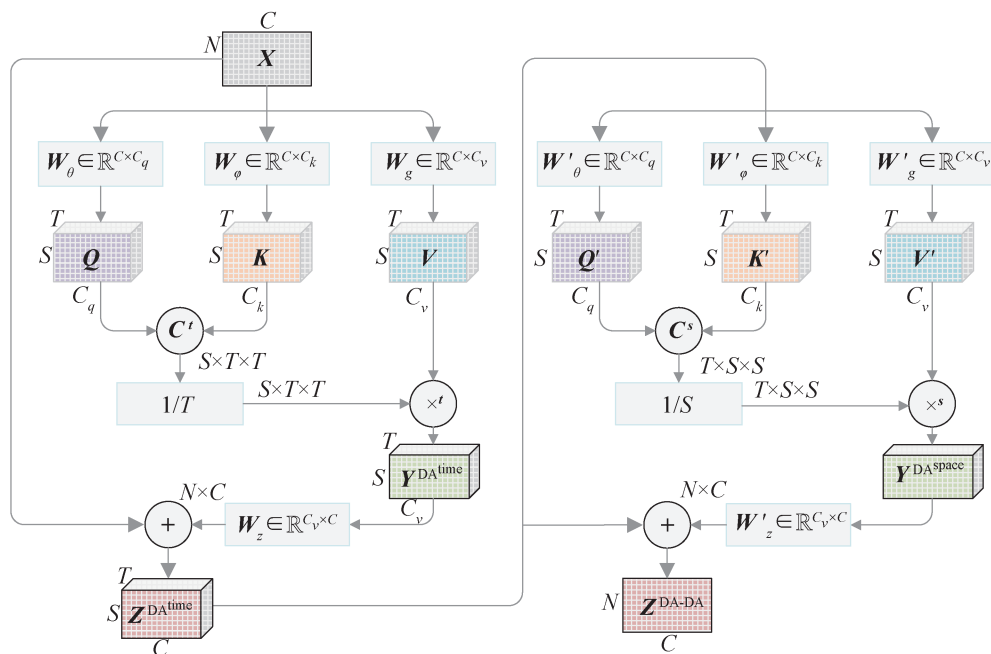 C
N
X
W_θ ∈ ℝ^{C×C_q}
W_φ ∈ ℝ^{C×C_k}
W_g ∈ ℝ^{C×C_v}
T
S
Q
C_q
T
S
K
C_k
T
S
V
C_v
C^t
S×T×T
1/T
S×T×T
×^t
T
S
Y^{DA^{time}}
C_v
N×C
+
W_z ∈ ℝ^{C_v×C}
T
S
Z^{DA^{time}}
C
W'_θ ∈ ℝ^{C×C_q}
W'_φ ∈ ℝ^{C×C_k}
W'_g ∈ ℝ^{C×C_v}
T
S
Q'
C_q
T
S
K'
C_k
T
S
V'
C_v
C^s
T×S×S
1/S
T×S×S
×^s
Y^{DA^{space}}
N×C
+
W'_z ∈ ℝ^{C_v×C}
N
Z^{DA-DA}
C